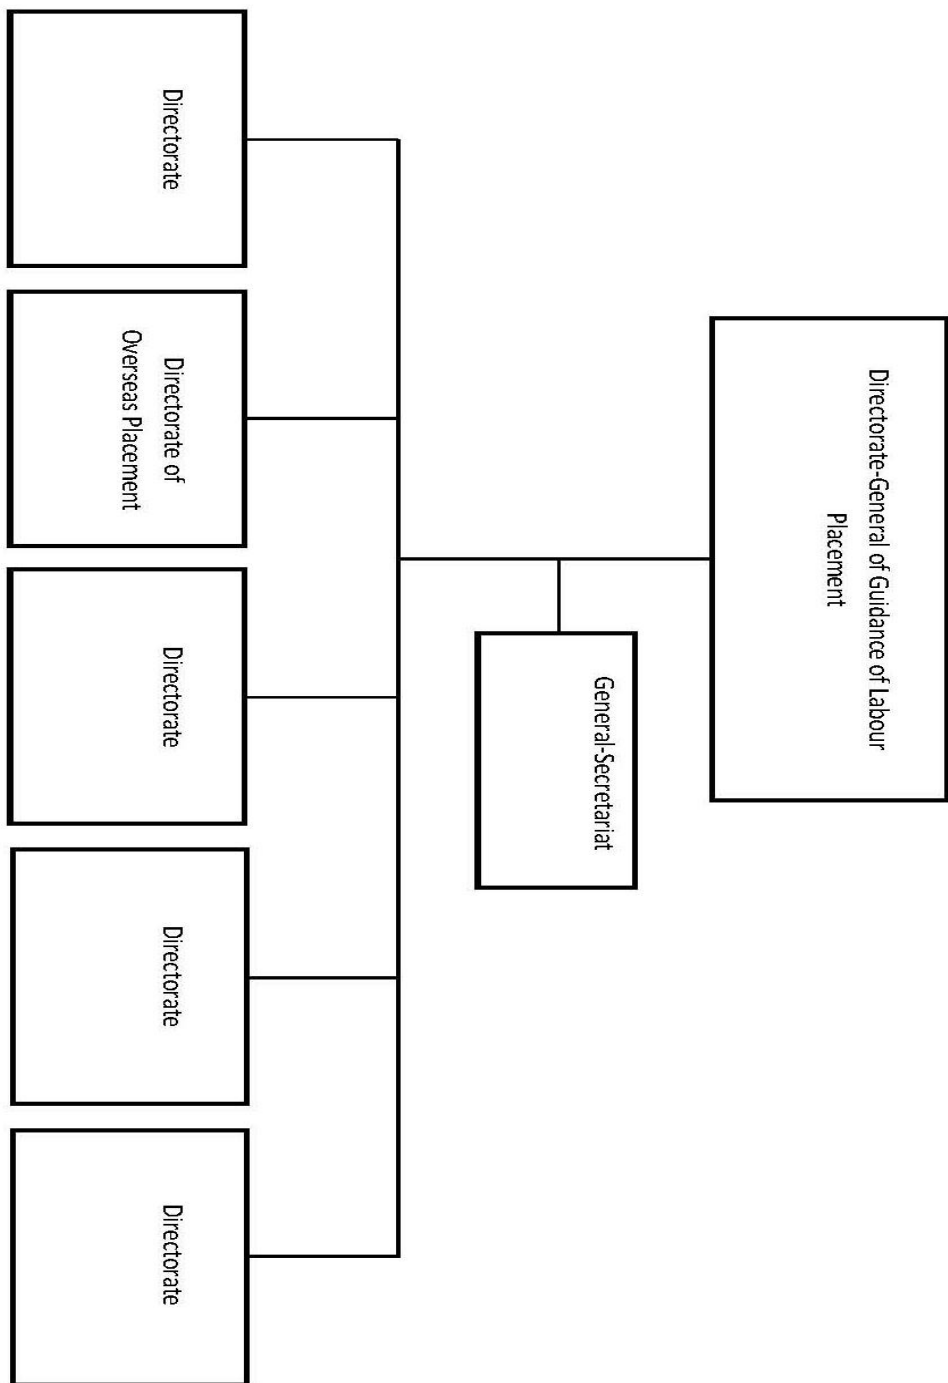 Directorate-General of Guidance of Labour
Placement
General-Secretariat
Directorate
Directorate of
Overseas Placement
Directorate
Directorate
Directorate